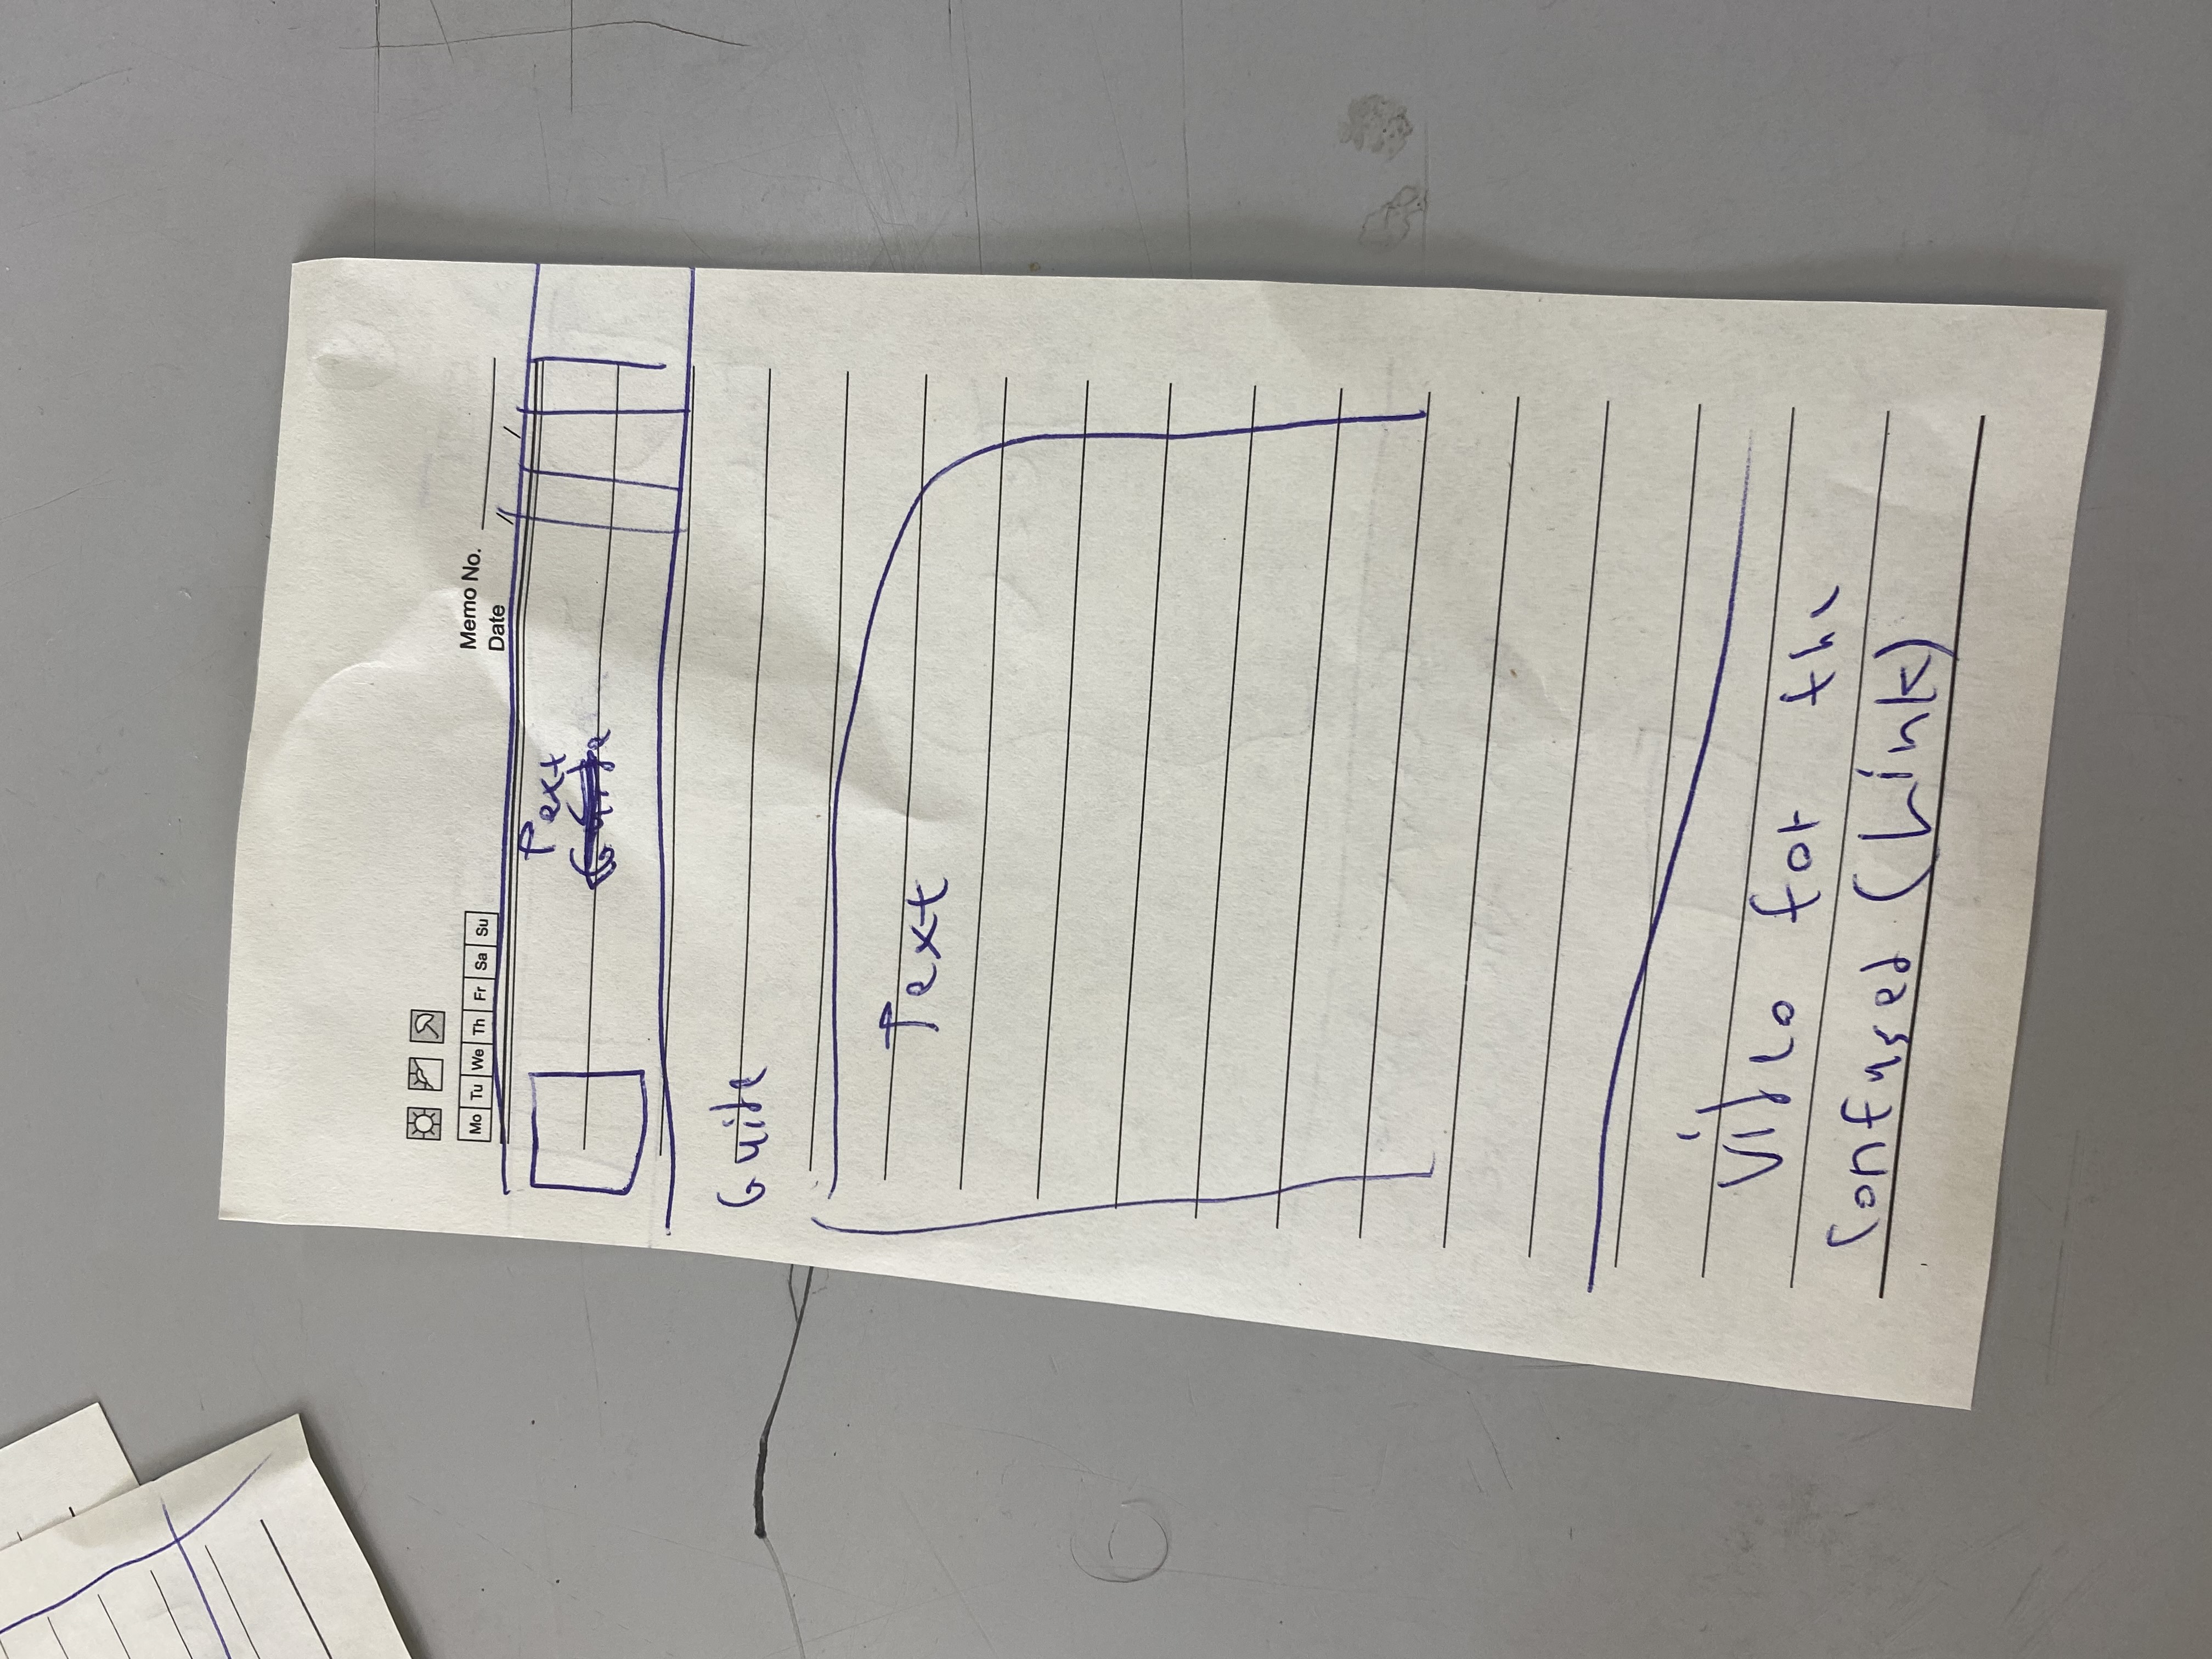 Mo Tu We Th Fr Sa Su
Memo No.
Date / /
Text
Guide
Guide
Text
Video for the
confused (Link)